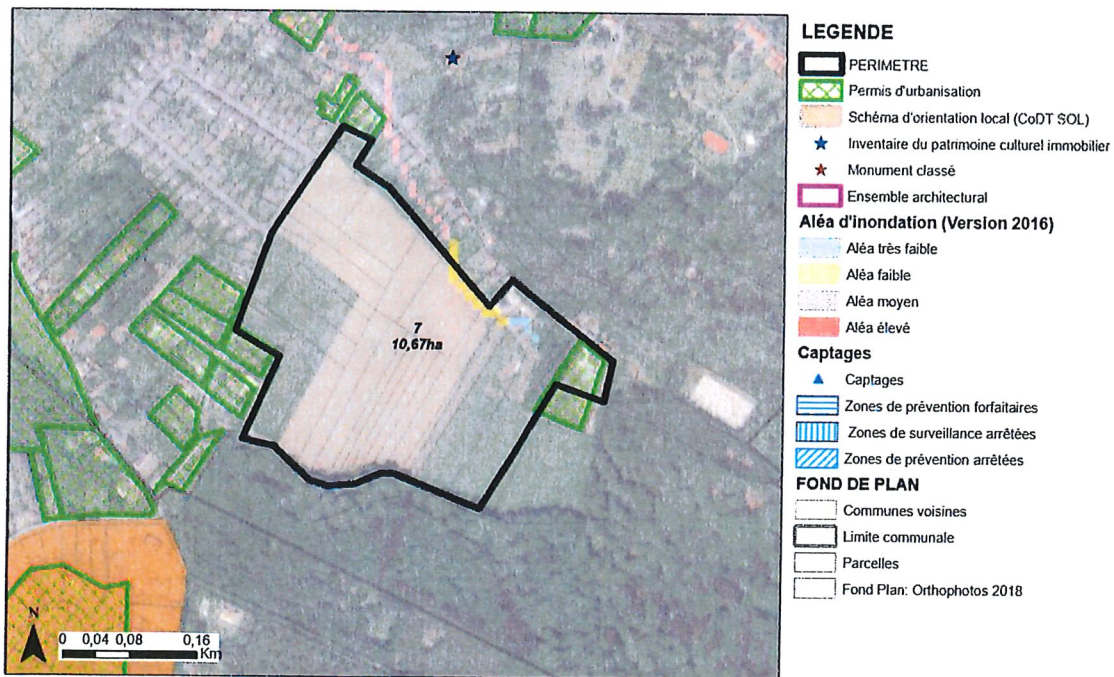 7
10,67ha
N
0 0,04 0,08 0,16
Km
LEGENDE
PERIMETRE
Permis d'urbanisation
Schéma d'orientation local (CoDT SOL)
Inventaire du patrimoine culturel immobilier
Monument classé
Ensemble architectural
Aléa d'inondation (Version 2016)
Aléa très faible
Aléa faible
Aléa moyen
Aléa élevé
Captages
Captages
Zones de prévention forfaitaires
Zones de surveillance arrêtées
Zones de prévention arrêtées
FOND DE PLAN
Communes voisines
Limite communale
Parcelles
Fond Plan: Orthophotos 2018